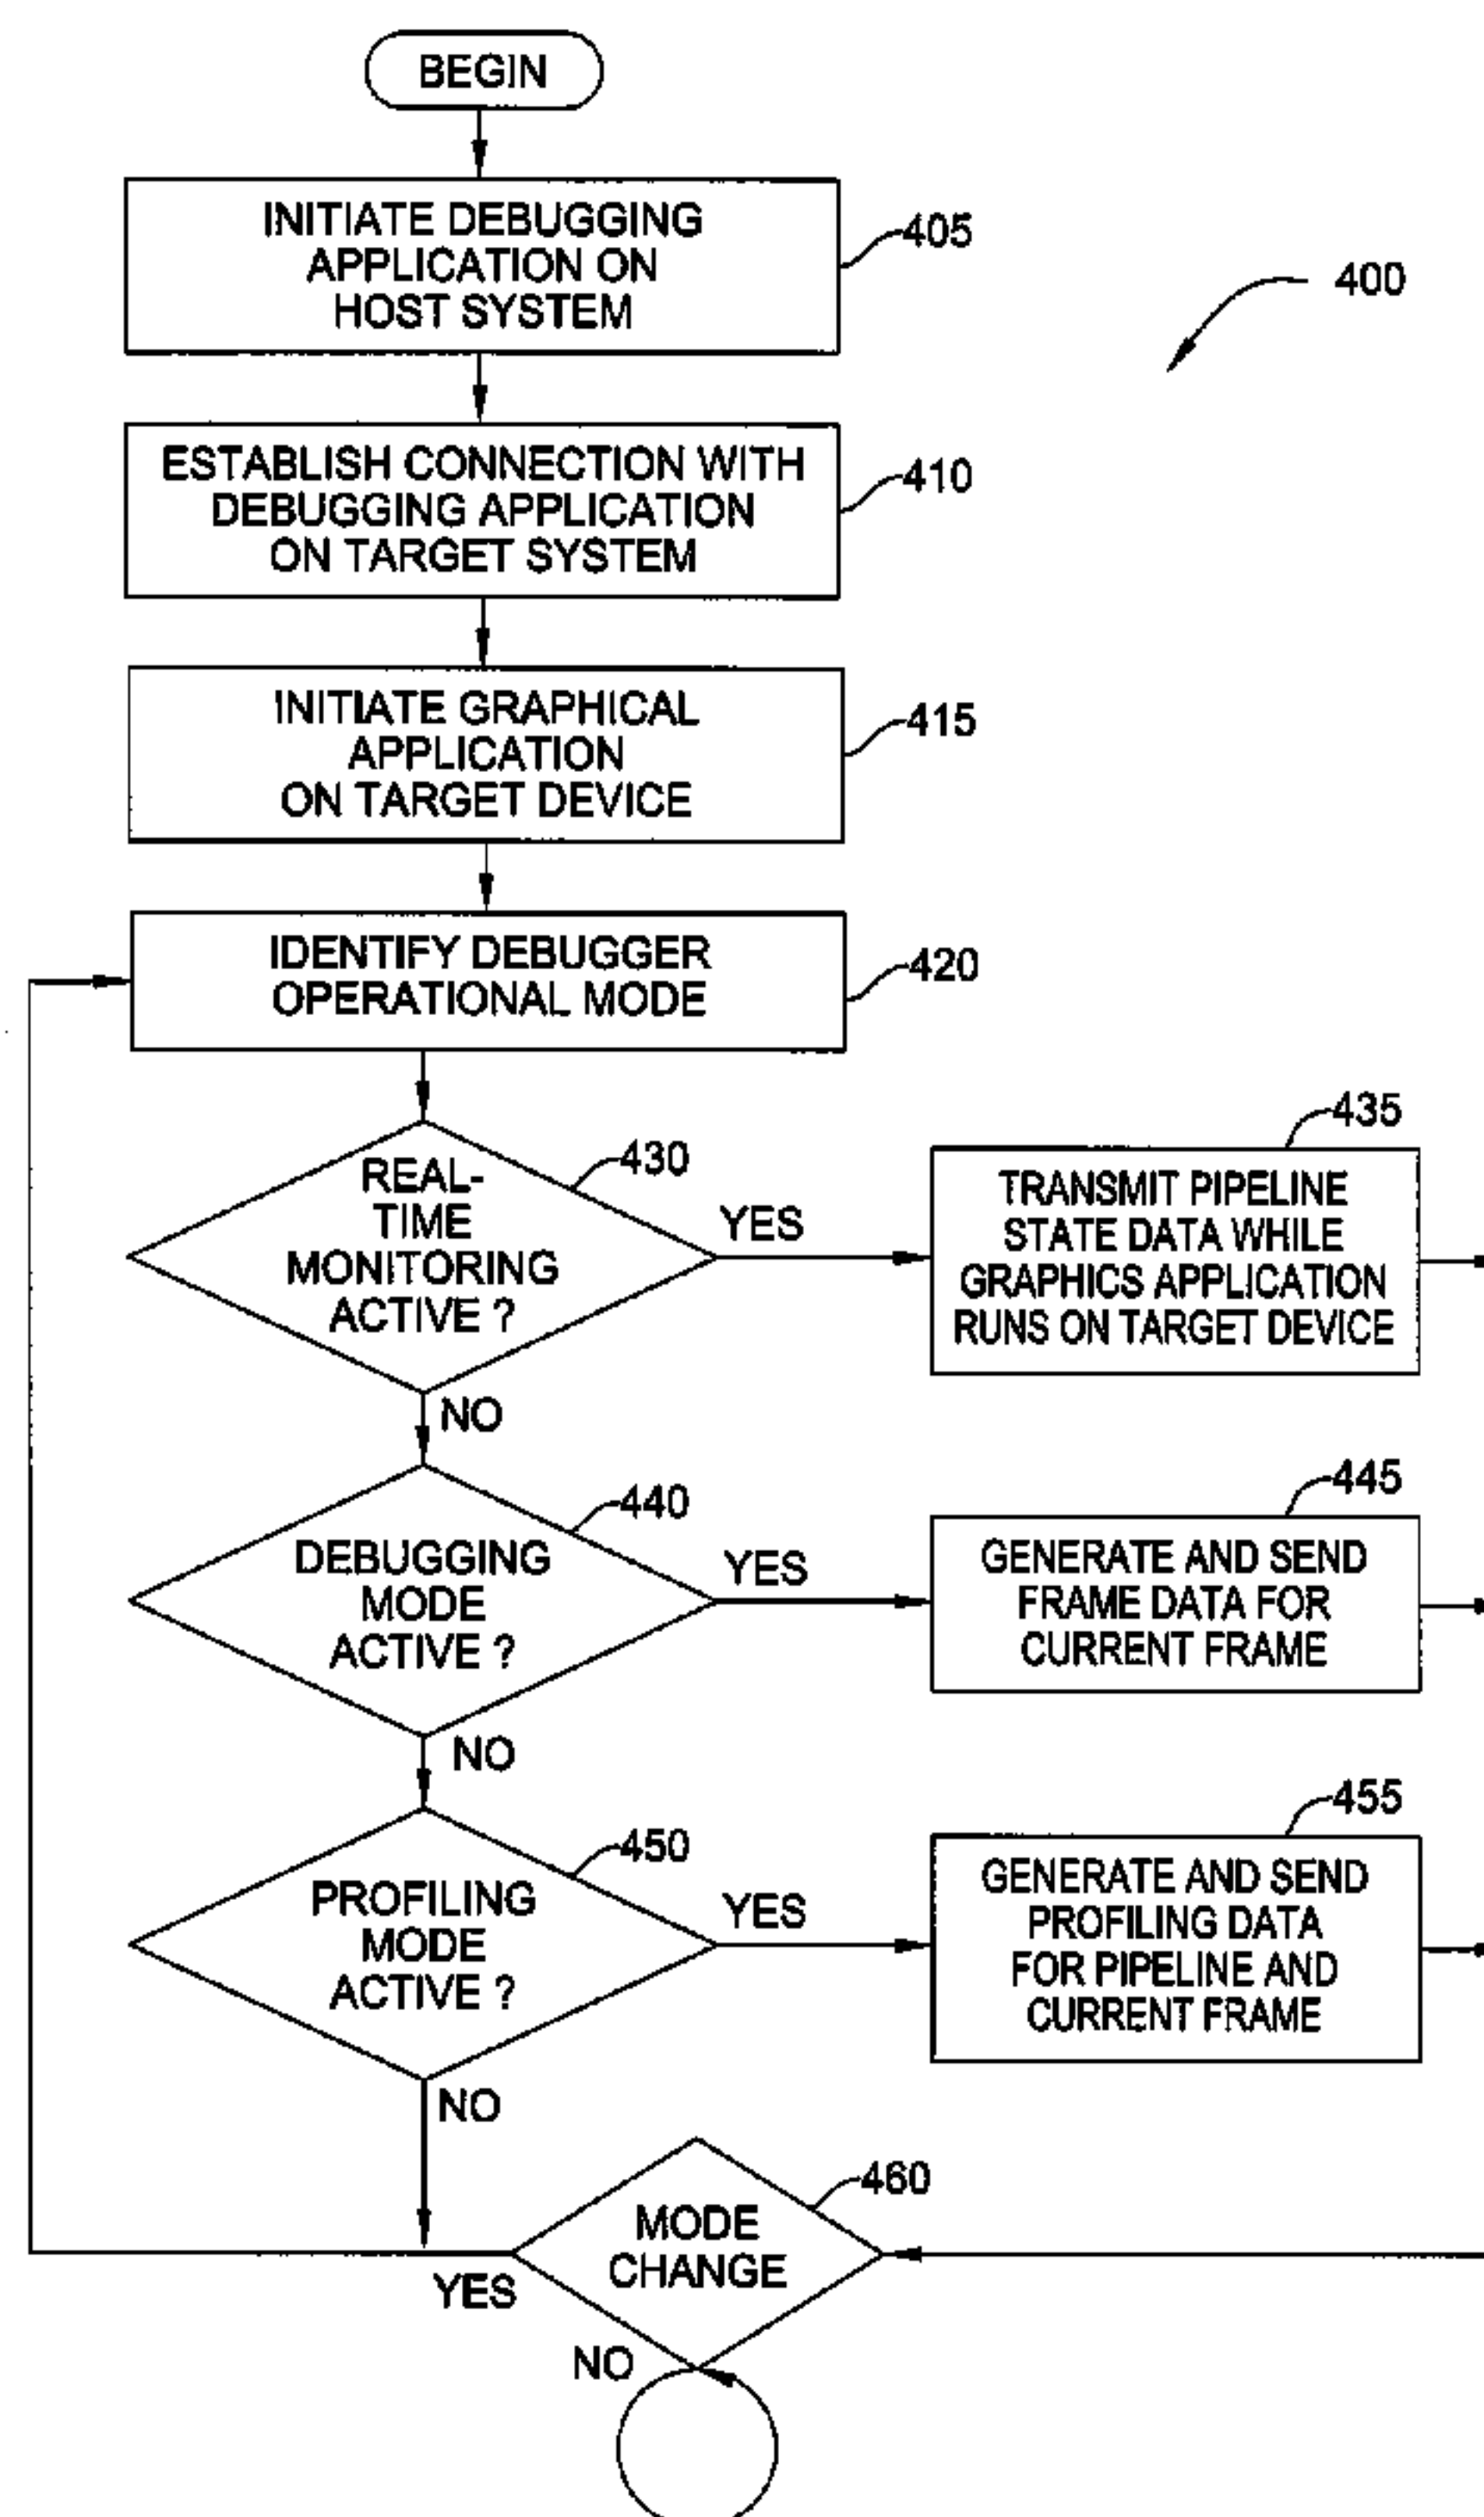 BEGIN
INITIATE DEBUGGING
APPLICATION ON
HOST SYSTEM
405
400
ESTABLISH CONNECTION WITH
DEBUGGING APPLICATION
ON TARGET SYSTEM
410
INITIATE GRAPHICAL
APPLICATION
ON TARGET DEVICE
415
IDENTIFY DEBUGGER
OPERATIONAL MODE
420
REAL-
TIME
MONITORING
ACTIVE ?
430
YES
435
TRANSMIT PIPELINE
STATE DATA WHILE
GRAPHICS APPLICATION
RUNS ON TARGET DEVICE
NO
DEBUGGING
MODE
ACTIVE ?
440
YES
445
GENERATE AND SEND
FRAME DATA FOR
CURRENT FRAME
NO
PROFILING
MODE
ACTIVE ?
450
YES
455
GENERATE AND SEND
PROFILING DATA
FOR PIPELINE AND
CURRENT FRAME
NO
MODE
CHANGE
460
YES
NO